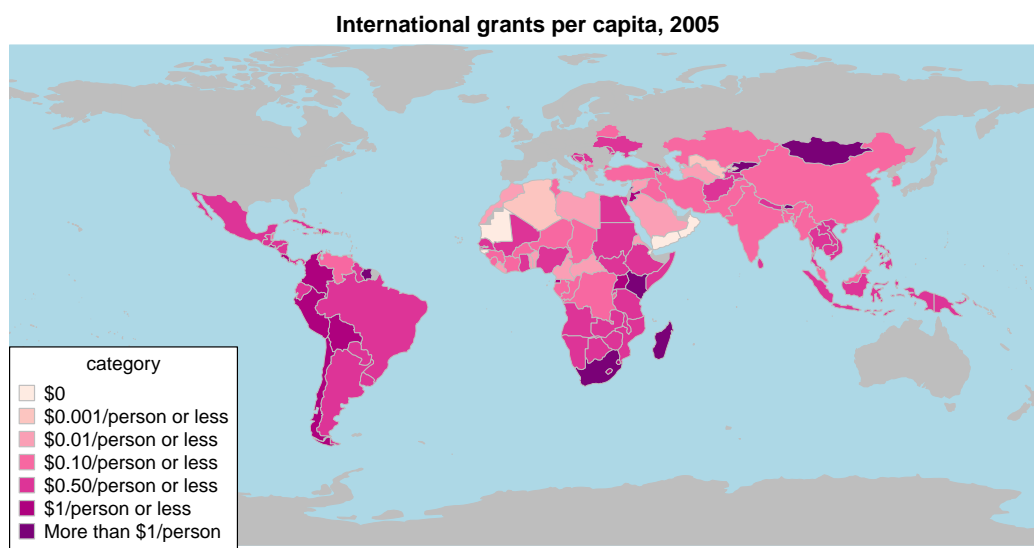 International grants per capita, 2005
category
$0
$0.001/person or less
$0.01/person or less
$0.10/person or less
$0.50/person or less
$1/person or less
More than $1/person